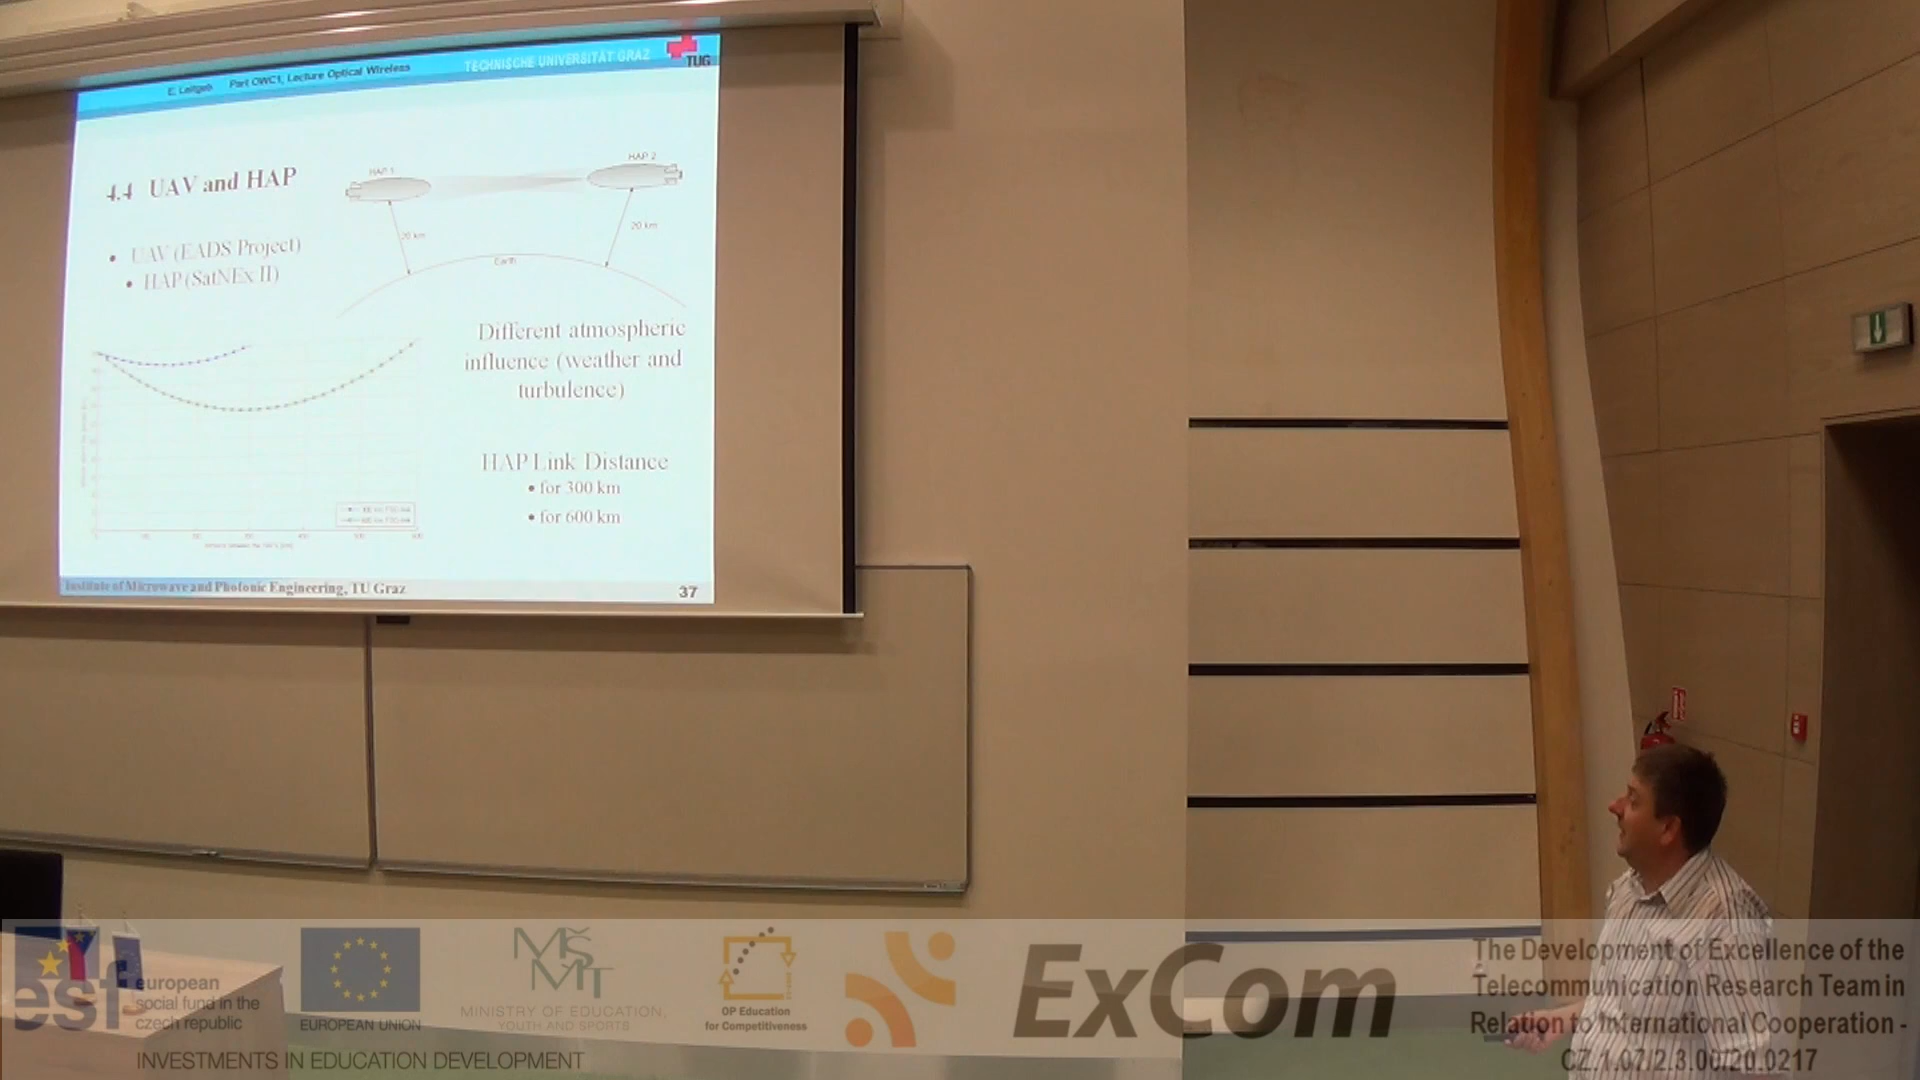 E. Leitgeb Part OWC1, Lecture Optical Wireless
TECHNISCHE UNIVERSITÄT GRAZ
TUG
4.4 UAV and HAP
• UAV (EADS Project)
• HAP (SatNEx II)
HAP 1
HAP 2
20 km
20 km
Earth
Different atmospheric
influence (weather and
turbulence)
HAP Link Distance
• for 300 km
• for 600 km
Institute of Microwave and Photonic Engineering, TU Graz
37
esf
european
social fund in the
czech republic
EUROPEAN UNION
MŠMT
MINISTRY OF EDUCATION,
YOUTH AND SPORTS
OP Education
for Competitiveness
INVESTMENTS IN EDUCATION DEVELOPMENT
ExCom
The Development of Excellence of the
Telecommunication Research Team in
Relation to International Cooperation -
CZ.1.07/2.3.00/20.0217